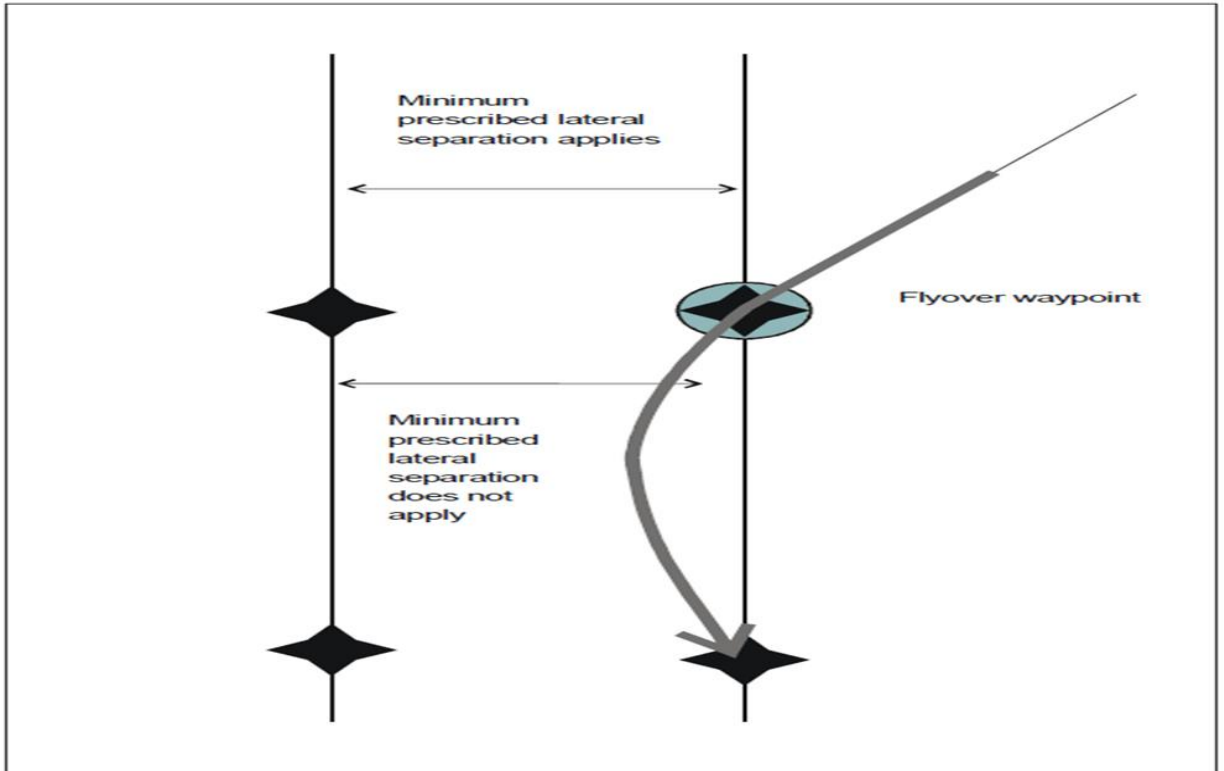 Minimum
prescribed lateral
separation applies
Flyover waypoint
Minimum
prescribed
lateral
separation
does not
apply